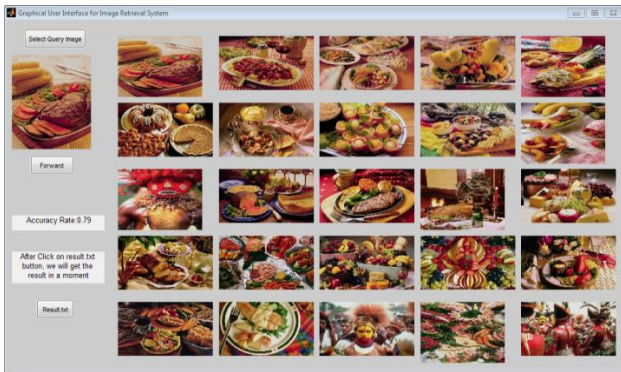 Graphical User Interface for Image Retrieval System
Select Query Image
Forward
Accuracy Rate:0.79
After Click on result.txt
button, we will get the
result in a moment
Result.txt